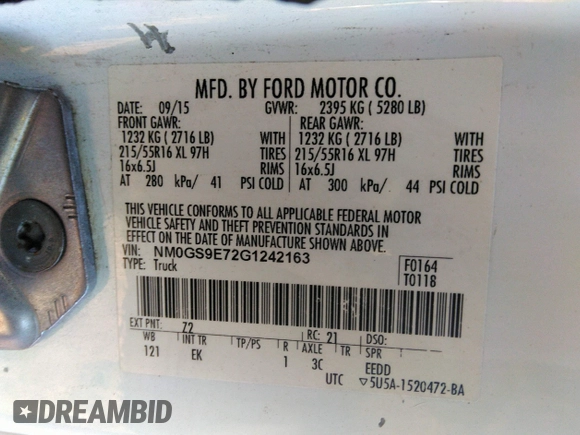 MFD. BY FORD MOTOR CO.
DATE: 09/15 GVWR: 2395 KG ( 5280 LB)
FRONT GAWR: REAR GAWR:
1232 KG ( 2716 LB) WITH 1232 KG ( 2716 LB) WITH
215/55R16 XL 97H TIRES 215/55R16 XL 97H TIRES
16x6.5J RIMS 16x6.5J RIMS
AT 280 kPa/ 41 PSI COLD AT 300 kPa/ 44 PSI COLD
THIS VEHICLE CONFORMS TO ALL APPLICABLE FEDERAL MOTOR
VEHICLE SAFETY AND THEFT PREVENTION STANDARDS IN
EFFECT ON THE DATE OF MANUFACTURE SHOWN ABOVE.
VIN: NM0GS9E72G1242163
TYPE: Truck
F0164
T0118
EXT PNT: Z2 RC: 21 DSO:
WB INT TR TP/PS R AXLE TR SPR
121 EK 1 3C EEDD
UTC ▽5U5A-1520472-BA
DREAMBID